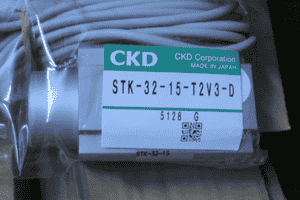 CKD
CKD Corporation
MADE IN JAPAN
STK-32-15-T2V3-D
5128 G
STK-32-15